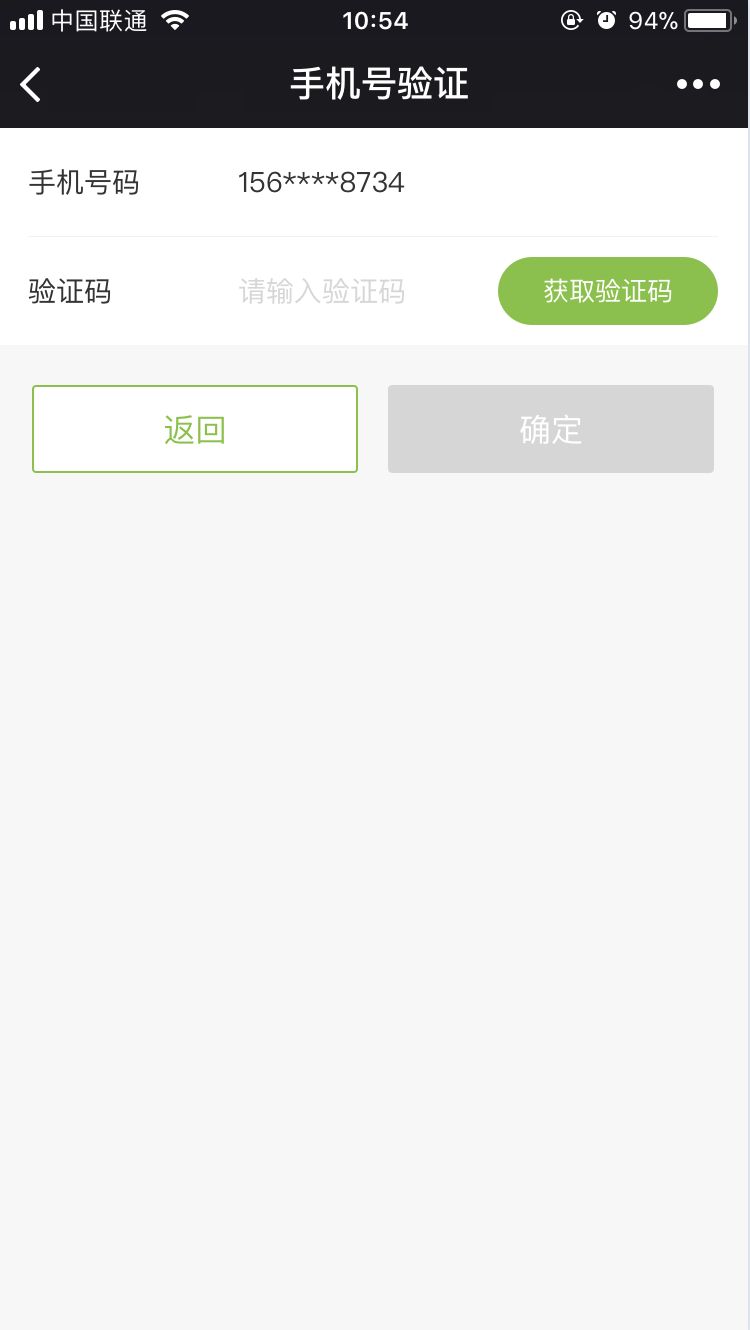 中国联通 10:54 94%
手机号验证
手机号码 156****8734
验证码 请输入验证码 获取验证码
返回 确定